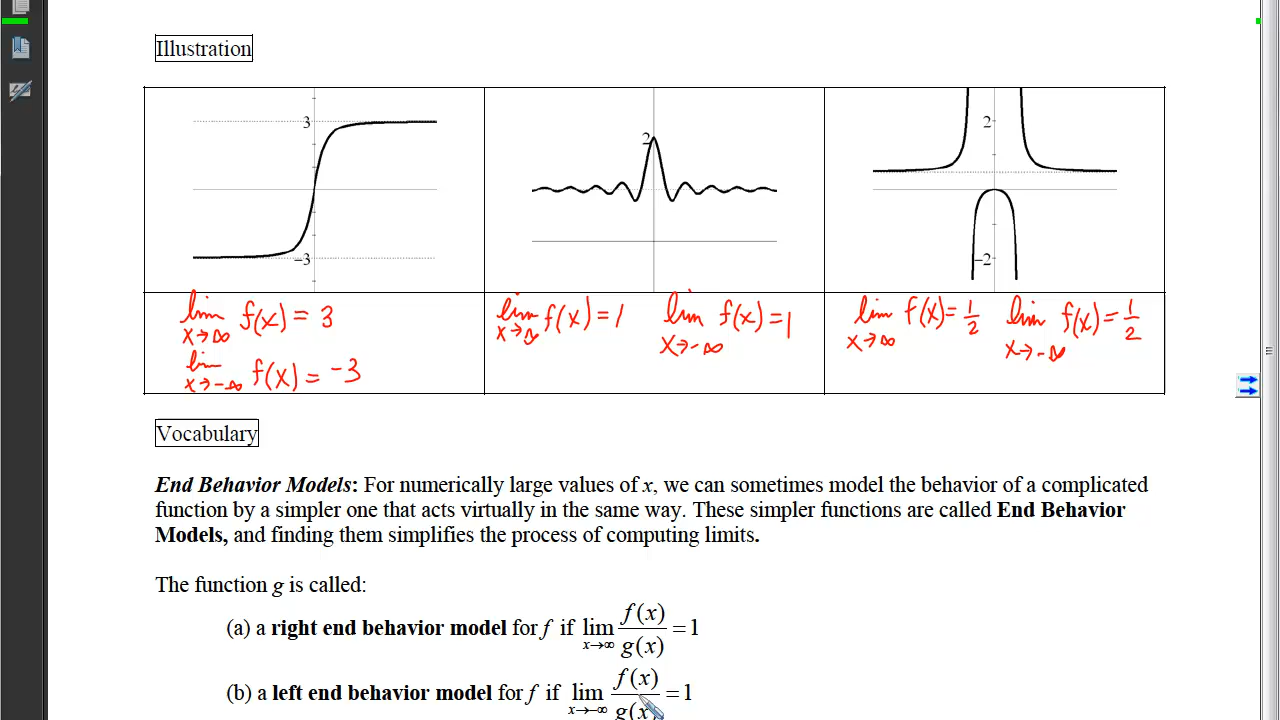 Illustration
3
-3
2
2
-2
lim x→∞ f(x) = 3
lim x→-∞ f(x) = -3
lim x→∞ f(x) = 1
lim x→-∞ f(x) = 1
lim x→∞ f(x) = 1/2
lim x→-∞ f(x) = 1/2
Vocabulary
End Behavior Models: For numerically large values of x, we can sometimes model the behavior of a complicated
function by a simpler one that acts virtually in the same way. These simpler functions are called End Behavior
Models, and finding them simplifies the process of computing limits.
The function g is called:
(a) a right end behavior model for f if lim x→∞ f(x)/g(x) = 1
(b) a left end behavior model for f if lim x→-∞ f(x)/g(x) = 1